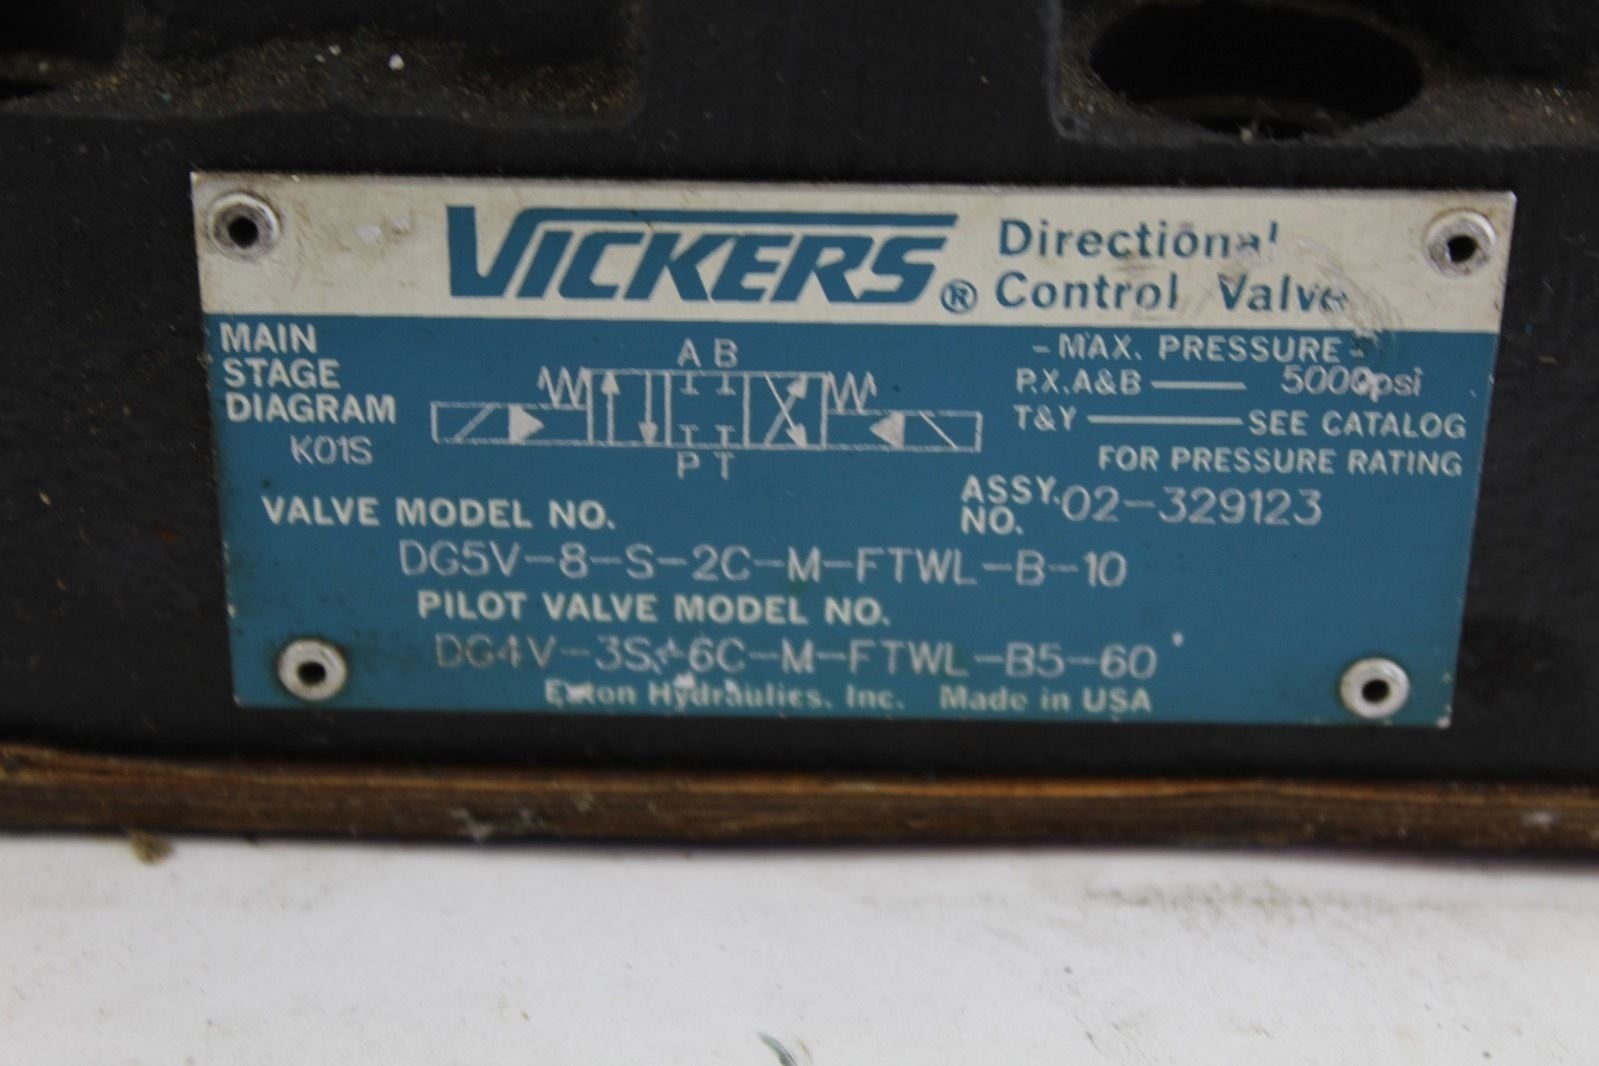 VICKERS® Directional
Control Valve
MAIN
STAGE
DIAGRAM
K01S
A B
P T
- MAX. PRESSURE -
P.X.A&B — 5000psi
T&Y — SEE CATALOG
FOR PRESSURE RATING
VALVE MODEL NO.
ASSY.
NO. 02-329123
DG5V-8-S-2C-M-FTWL-B-10
PILOT VALVE MODEL NO.
DG4V-3S-6C-M-FTWL-B5-60
Exton Hydraulics, Inc. Made in USA